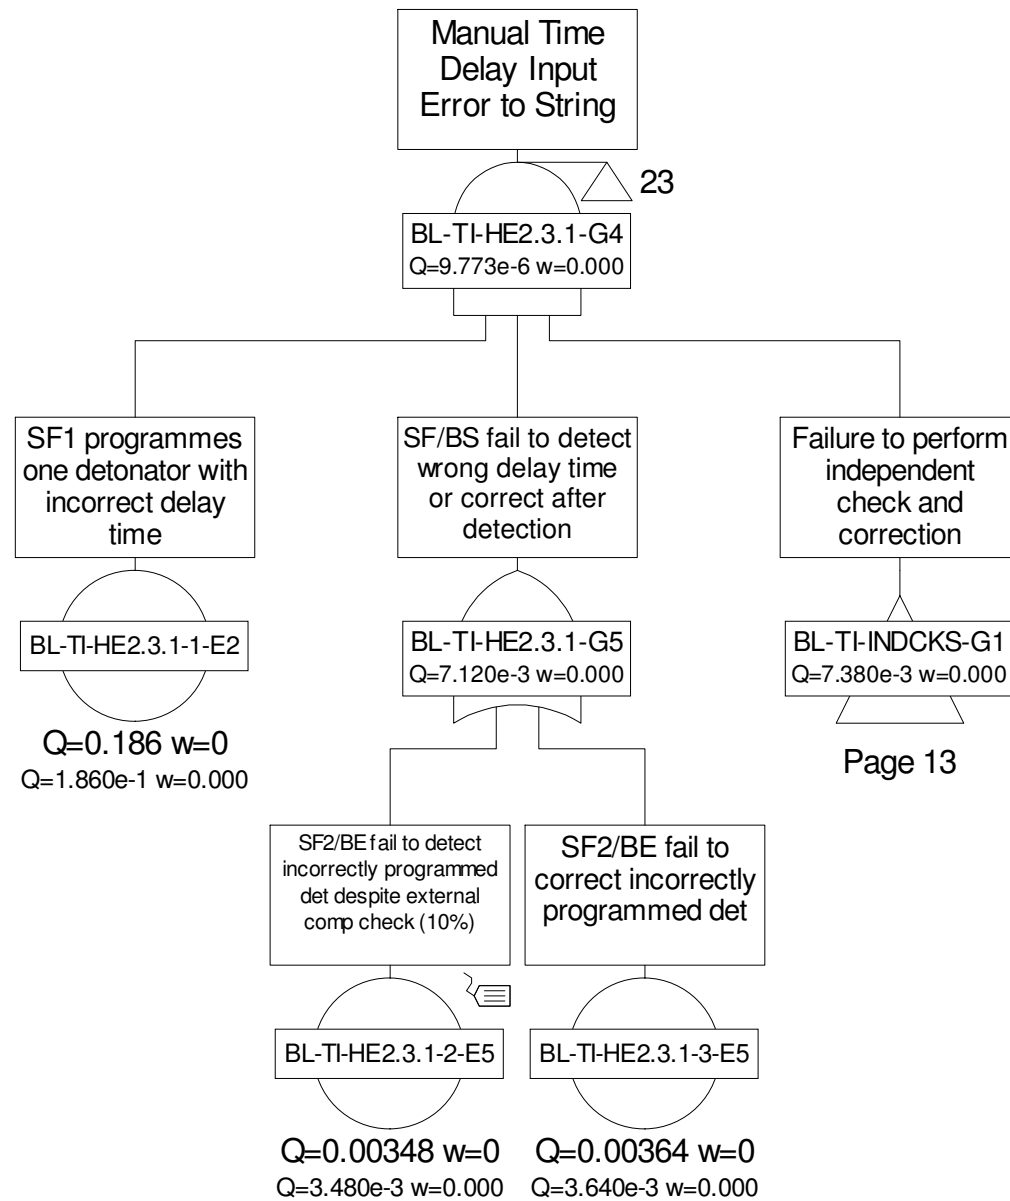 Manual Time
Delay Input
Error to String
23
BL-TI-HE2.3.1-G4
Q=9.773e-6 w=0.000
SF1 programmes
one detonator with
incorrect delay
time
SF/BS fail to detect
wrong delay time
or correct after
detection
Failure to perform
independent
check and
correction
BL-TI-HE2.3.1-1-E2
Q=0.186 w=0
Q=1.860e-1 w=0.000
BL-TI-HE2.3.1-G5
Q=7.120e-3 w=0.000
BL-TI-INDCKS-G1
Q=7.380e-3 w=0.000
Page 13
SF2/BE fail to detect
incorrectly programmed
det despite external
comp check (10%)
SF2/BE fail to
correct incorrectly
programmed det
BL-TI-HE2.3.1-2-E5
Q=0.00348 w=0
Q=3.480e-3 w=0.000
BL-TI-HE2.3.1-3-E5
Q=0.00364 w=0
Q=3.640e-3 w=0.000